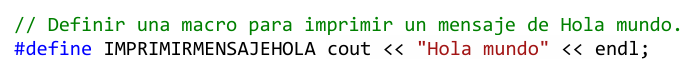 // Definir una macro para imprimir un mensaje de Hola mundo.
#define IMPRIMIRMENSAJEHOLA cout << "Hola mundo" << endl;